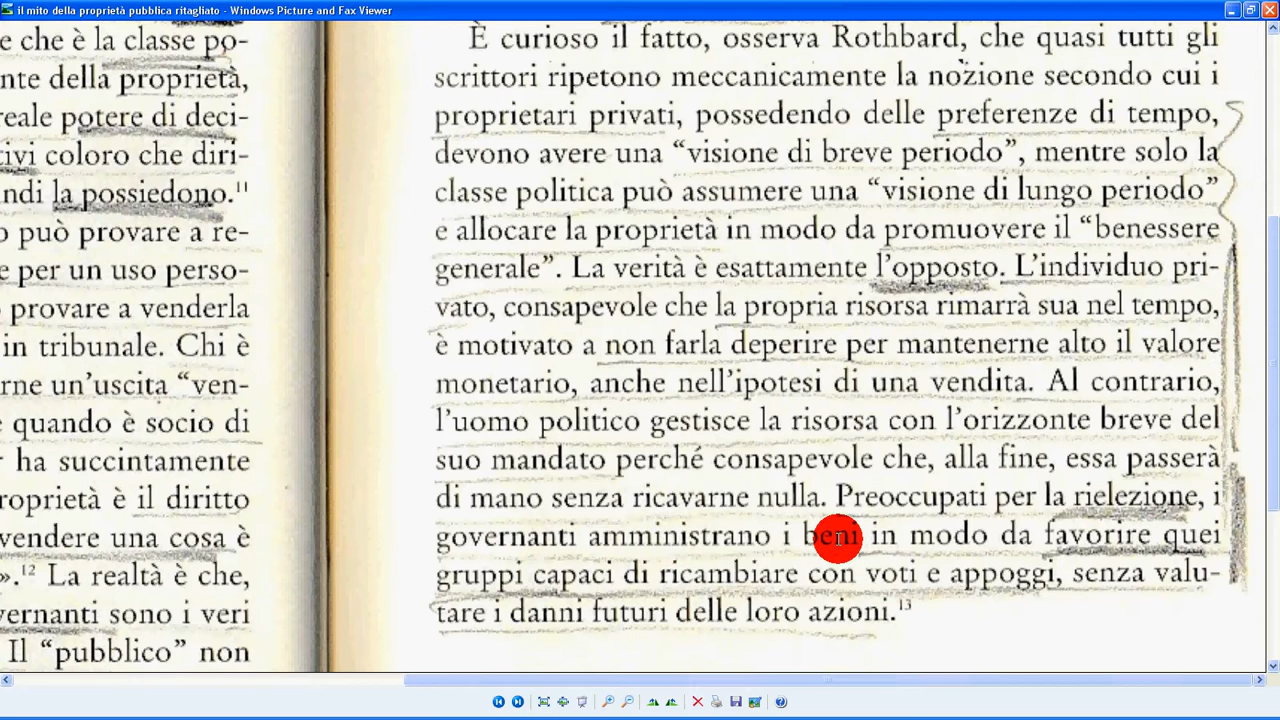 il mito della proprietà pubblica ritagliato - Windows Picture and Fax Viewer
e che è la classe po-
nte della proprietà,
reale potere di deci-
tivi coloro che diri-
ndi la possiedono.¹¹
o può provare a re-
e per un uso perso-
provare a venderla
in tribunale. Chi è
rne un’uscita “ven-
e quando è socio di
r ha succintamente
roprietà è il diritto
vendere una cosa è
».¹² La realtà è che,
vernanti sono i veri
Il “pubblico” non
È curioso il fatto, osserva Rothbard, che quasi tutti gli
scrittori ripetono meccanicamente la nozione secondo cui i
proprietari privati, possedendo delle preferenze di tempo,
devono avere una “visione di breve periodo”, mentre solo la
classe politica può assumere una “visione di lungo periodo”
e allocare la proprietà in modo da promuovere il “benessere
generale”. La verità è esattamente l’opposto. L’individuo pri-
vato, consapevole che la propria risorsa rimarrà sua nel tempo,
è motivato a non farla deperire per mantenerne alto il valore
monetario, anche nell’ipotesi di una vendita. Al contrario,
l’uomo politico gestisce la risorsa con l’orizzonte breve del
suo mandato perché consapevole che, alla fine, essa passerà
di mano senza ricavarne nulla. Preoccupati per la rielezione, i
governanti amministrano i beni in modo da favorire quei
gruppi capaci di ricambiare con voti e appoggi, senza valu-
tare i danni futuri delle loro azioni.¹³